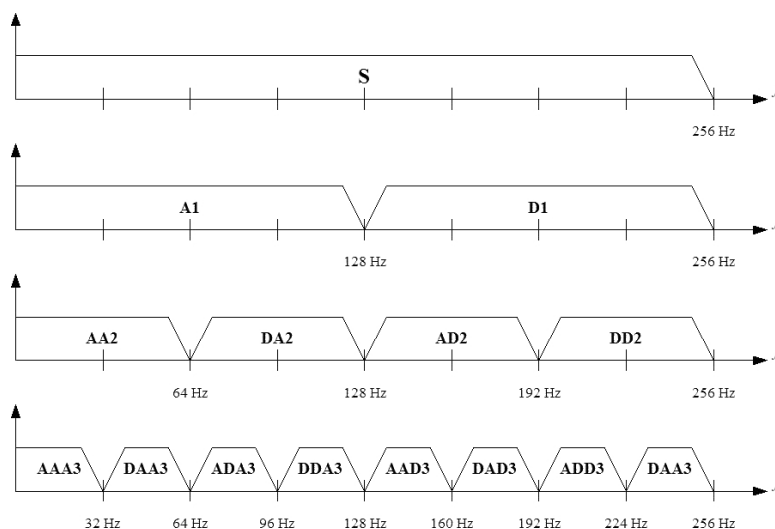 S
256 Hz
A1 D1
128 Hz 256 Hz
AA2 DA2 AD2 DD2
64 Hz 128 Hz 192 Hz 256 Hz
AAA3 DAA3 ADA3 DDA3 AAD3 DAD3 ADD3 DAA3
32 Hz 64 Hz 96 Hz 128 Hz 160 Hz 192 Hz 224 Hz 256 Hz